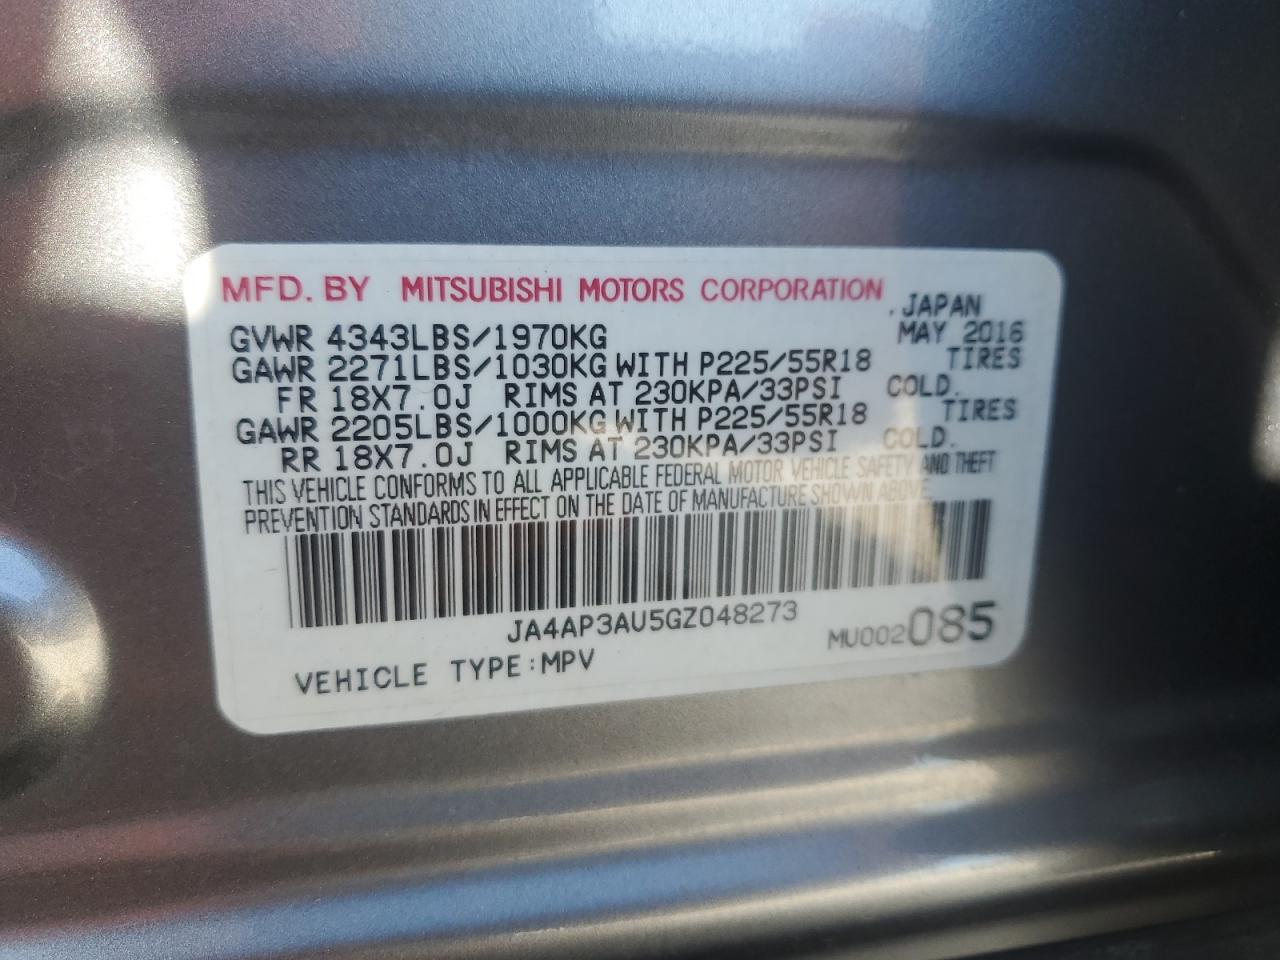 MFD. BY MITSUBISHI MOTORS CORPORATION .JAPAN
GVWR 4343LBS/1970KG MAY 2016
GAWR 2271LBS/1030KG WITH P225/55R18 TIRES
FR 18X7.0J RIMS AT 230KPA/33PSI COLD.
GAWR 2205LBS/1000KG WITH P225/55R18 TIRES
RR 18X7.0J RIMS AT 230KPA/33PSI COLD.
THIS VEHICLE CONFORMS TO ALL APPLICABLE FEDERAL MOTOR VEHICLE SAFETY AND THEFT
PREVENTION STANDARDS IN EFFECT ON THE DATE OF MANUFACTURE SHOWN ABOVE.
JA4AP3AU5GZ048273
MU002085
VEHICLE TYPE:MPV